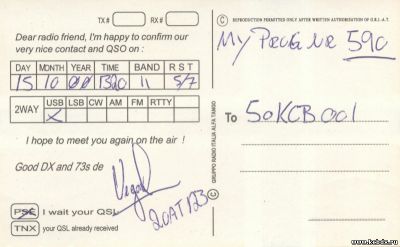 TX # RX #
Dear radio friend, I'm happy to confirm our
very nice contact and QSO on :
DAY MONTH YEAR TIME BAND R S T
15 10 00 1320 11 5/7
2WAY USB LSB CW AM FM RTTY
X
I hope to meet you again on the air !
Good DX and 73s de
20AT123
PSE I wait your QSL
TNX your QSL already received
© GRUPPO RADIO ITALIA ALFA TANGO
© REPRODUCTION PERMITTED ONLY AFTER WRITTEN AUTHORIZATION OF G.R.I.-A.T.
My PROG NR 590
To 50KCB001
www.kabda.ru